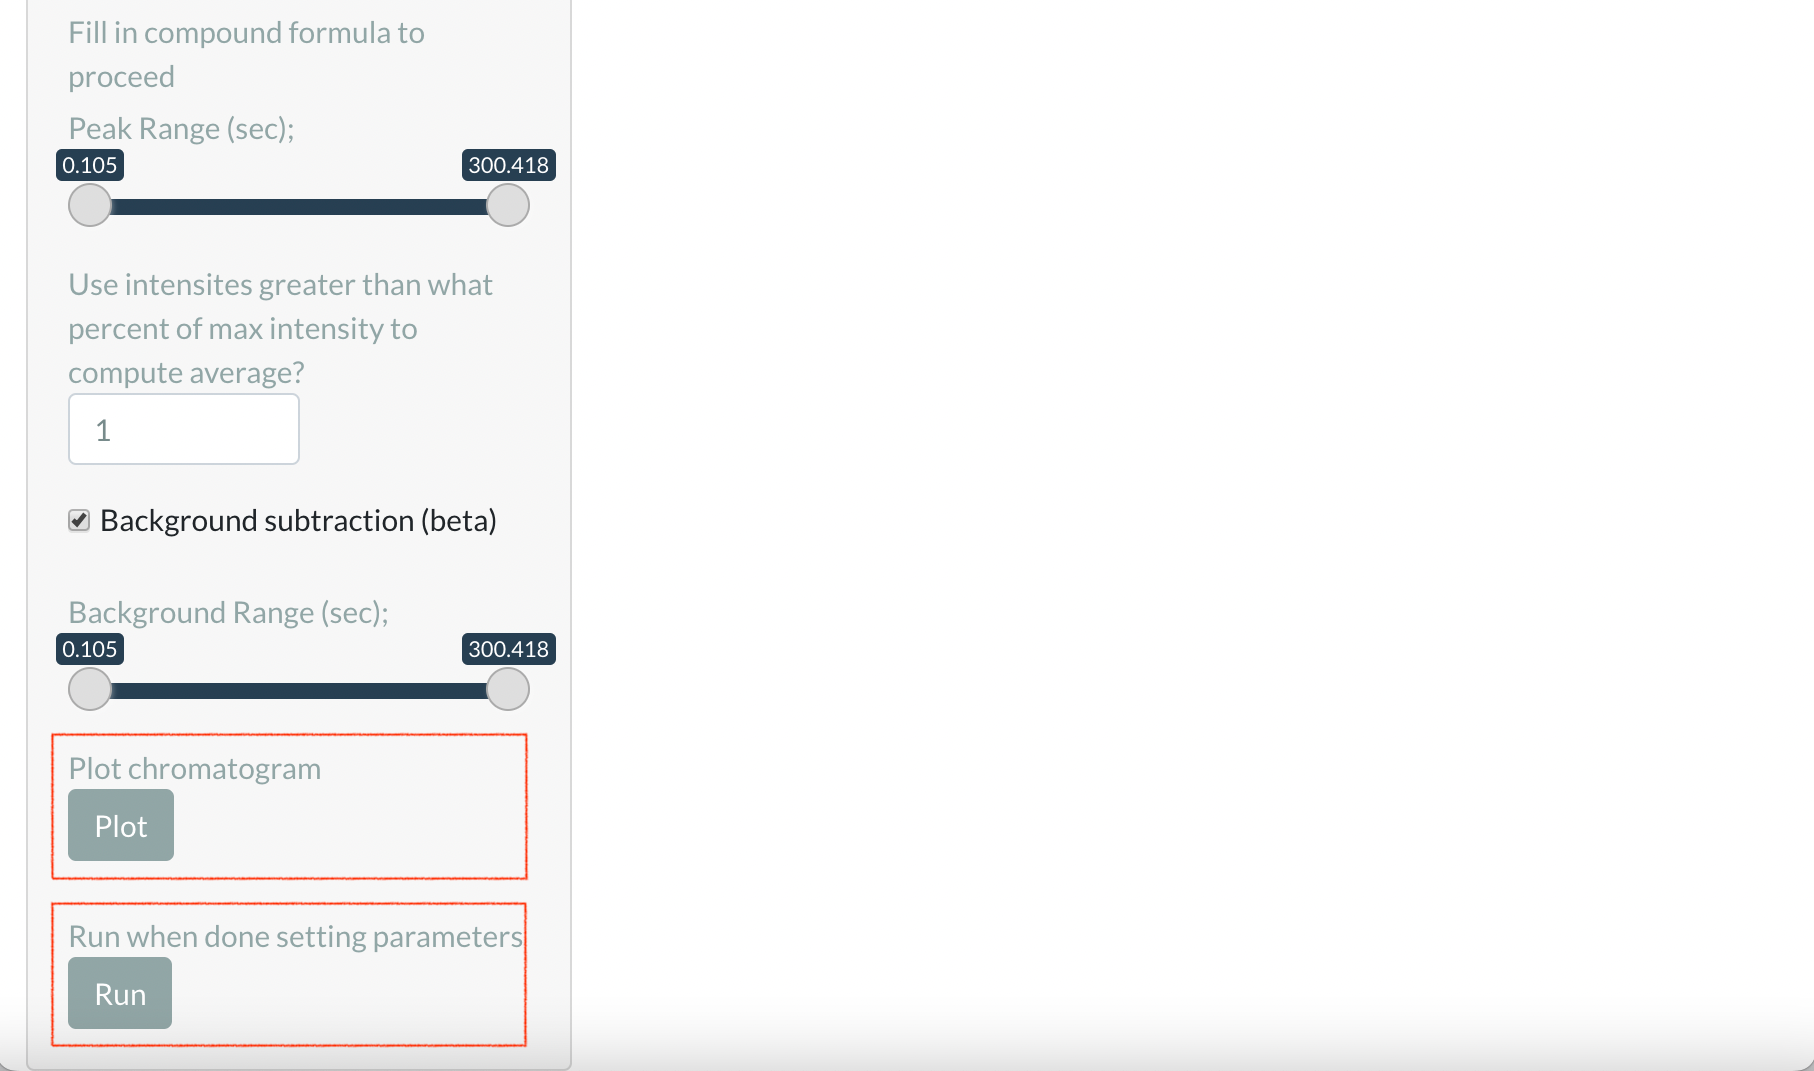 Fill in compound formula to
proceed
Peak Range (sec);
0.105 300.418
Use intensites greater than what
percent of max intensity to
compute average?
1
Background subtraction (beta)
Background Range (sec);
0.105 300.418
Plot chromatogram
Plot
Run when done setting parameters
Run